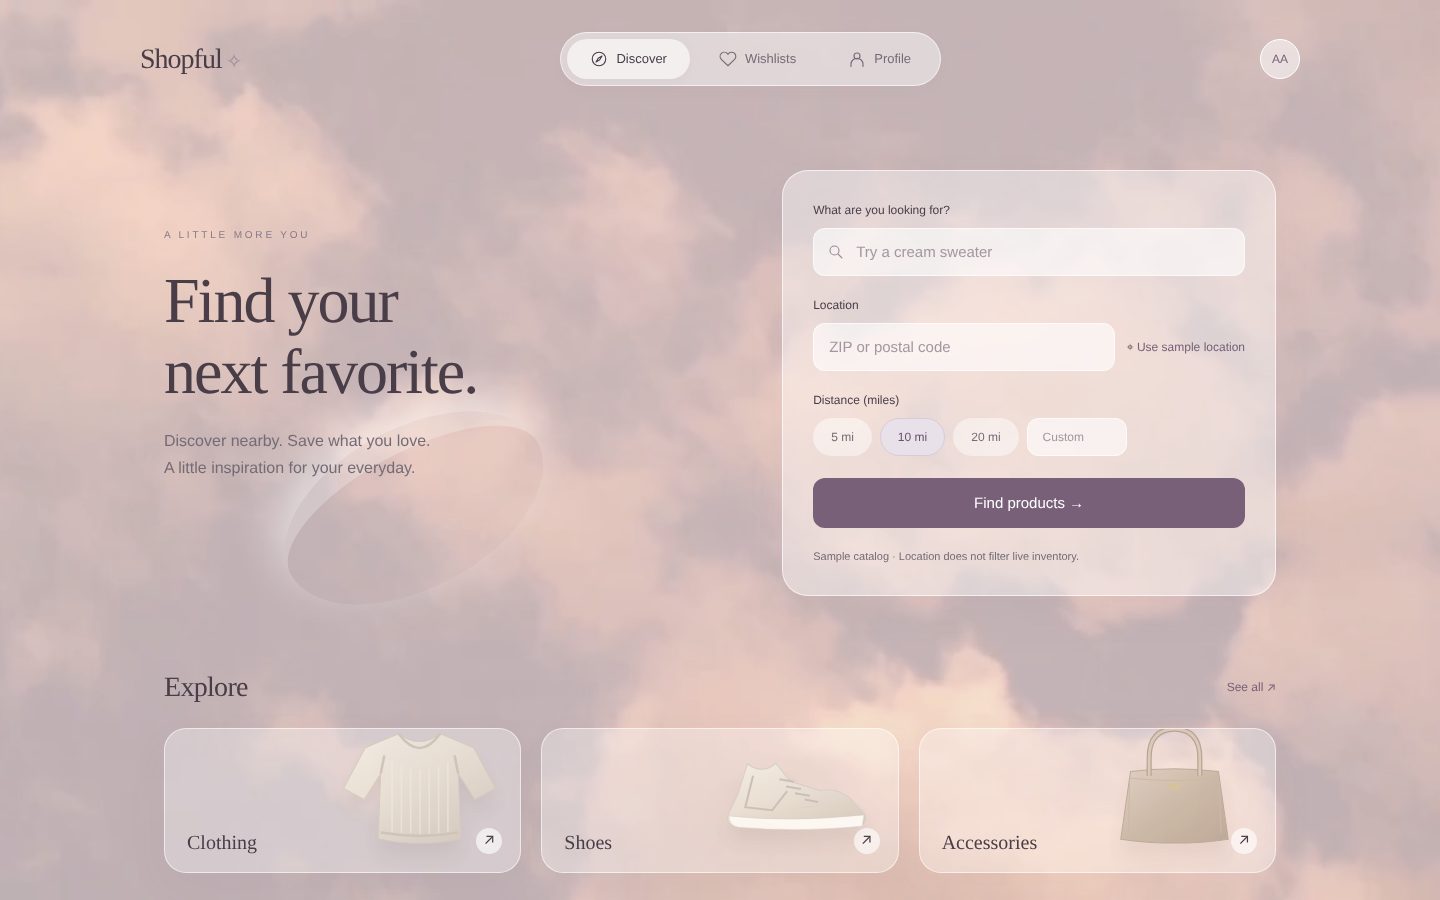 Shopful
Discover
Wishlists
Profile
AA
A LITTLE MORE YOU
Find your
next favorite.
Discover nearby. Save what you love.
A little inspiration for your everyday.
What are you looking for?
Try a cream sweater
Location
ZIP or postal code
Use sample location
Distance (miles)
5 mi
10 mi
20 mi
Custom
Find products →
Sample catalog · Location does not filter live inventory.
Explore
See all ↗
Clothing
Shoes
Accessories